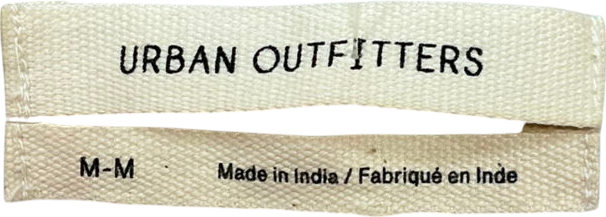 URBAN OUTFITTERS
M-M Made in India / Fabriqué en Inde